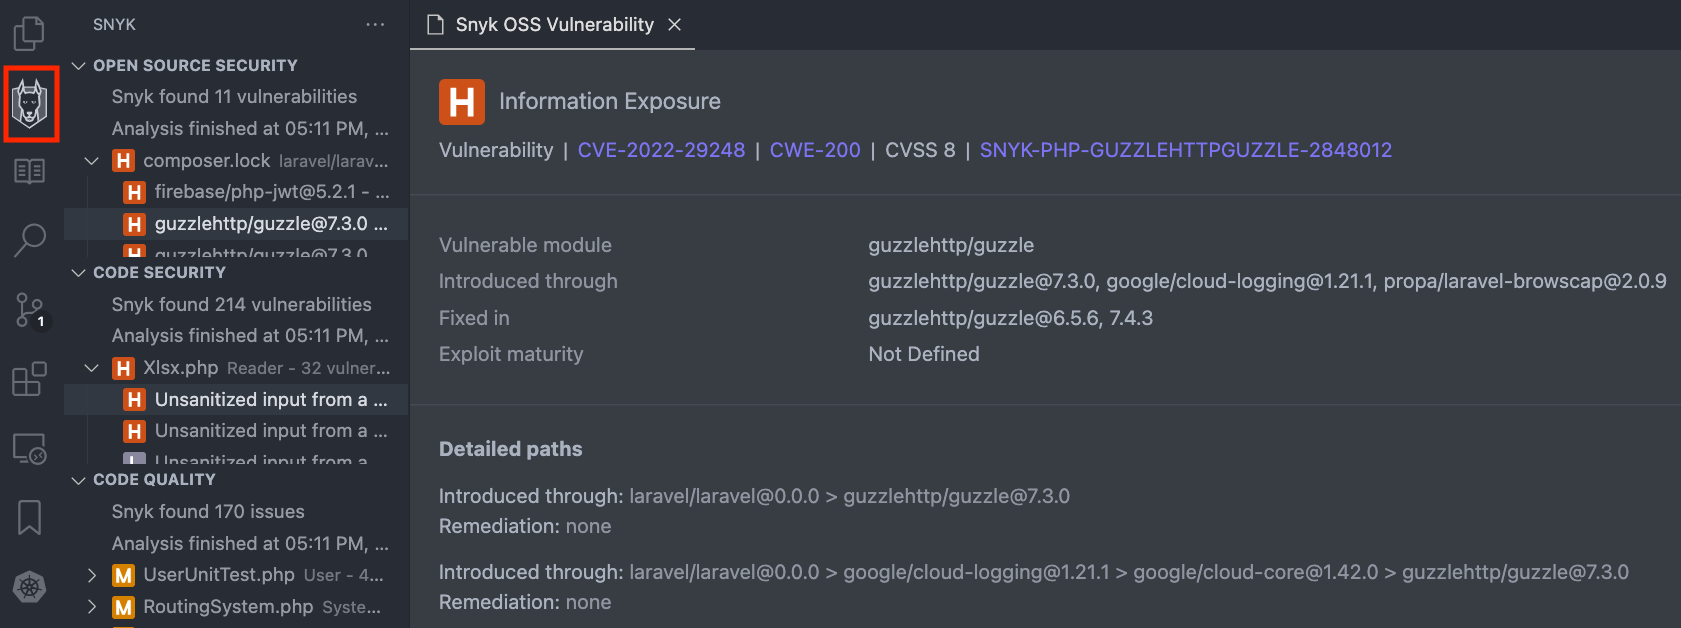 SNYK
OPEN SOURCE SECURITY
Snyk found 11 vulnerabilities
Analysis finished at 05:11 PM, ...
H composer.lock laravel/larav...
H firebase/php-jwt@5.2.1 - ...
H guzzlehttp/guzzle@7.3.0 ...
H guzzlehttp/guzzle@7.3.0
CODE SECURITY
Snyk found 214 vulnerabilities
Analysis finished at 05:11 PM, ...
H Xlsx.php Reader - 32 vulner...
H Unsanitized input from a ...
H Unsanitized input from a ...
L Unsanitized input from a
CODE QUALITY
Snyk found 170 issues
Analysis finished at 05:11 PM, ...
M UserUnitTest.php User - 4...
M RoutingSystem.php Syste...
1
Snyk OSS Vulnerability
H Information Exposure
Vulnerability | CVE-2022-29248 | CWE-200 | CVSS 8 | SNYK-PHP-GUZZLEHTTPGUZZLE-2848012
Vulnerable module guzzlehttp/guzzle
Introduced through guzzlehttp/guzzle@7.3.0, google/cloud-logging@1.21.1, propa/laravel-browscap@2.0.9
Fixed in guzzlehttp/guzzle@6.5.6, 7.4.3
Exploit maturity Not Defined
Detailed paths
Introduced through: laravel/laravel@0.0.0 > guzzlehttp/guzzle@7.3.0
Remediation: none
Introduced through: laravel/laravel@0.0.0 > google/cloud-logging@1.21.1 > google/cloud-core@1.42.0 > guzzlehttp/guzzle@7.3.0
Remediation: none